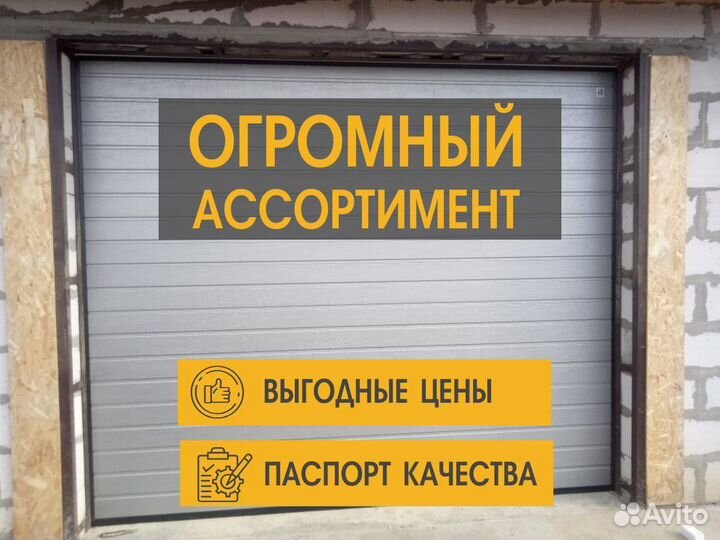 ОГРОМНЫЙ
АССОРТИМЕНТ
ВЫГОДНЫЕ ЦЕНЫ
ПАСПОРТ КАЧЕСТВА
Avito